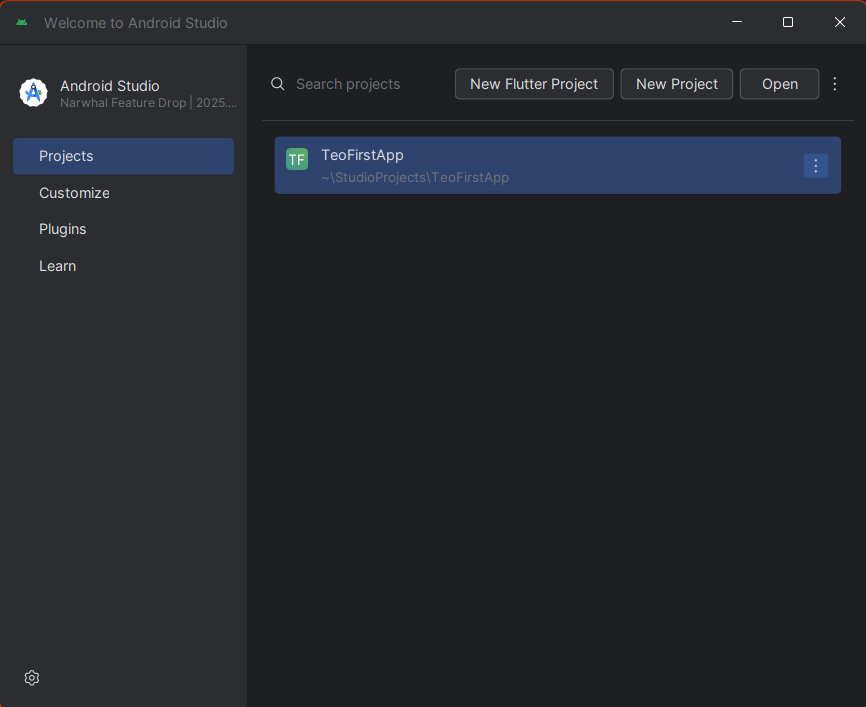 Welcome to Android Studio
Android Studio
Narwhal Feature Drop | 2025....
Projects
Customize
Plugins
Learn
Search projects
New Flutter Project
New Project
Open
TF
TeoFirstApp
~\StudioProjects\TeoFirstApp